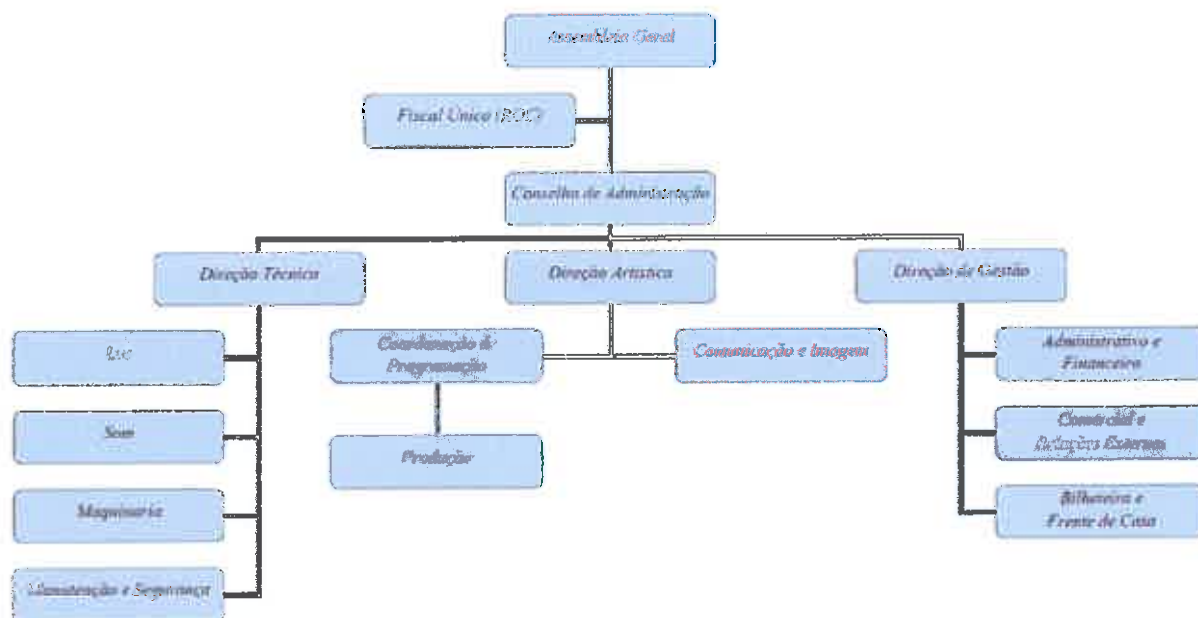 Assembleia Geral
Fiscal Único (ROC)
Conselho de Administração
Direção Técnica
Direção Artística
Direção de Gestão
Luz
Som
Maquinaria
Manutenção e Segurança
Coordenação &
Programação
Produção
Comunicação e Imagem
Administrativo e
Financeiro
Comercial e
Relações Externas
Bilheteira e
Frente de Casa